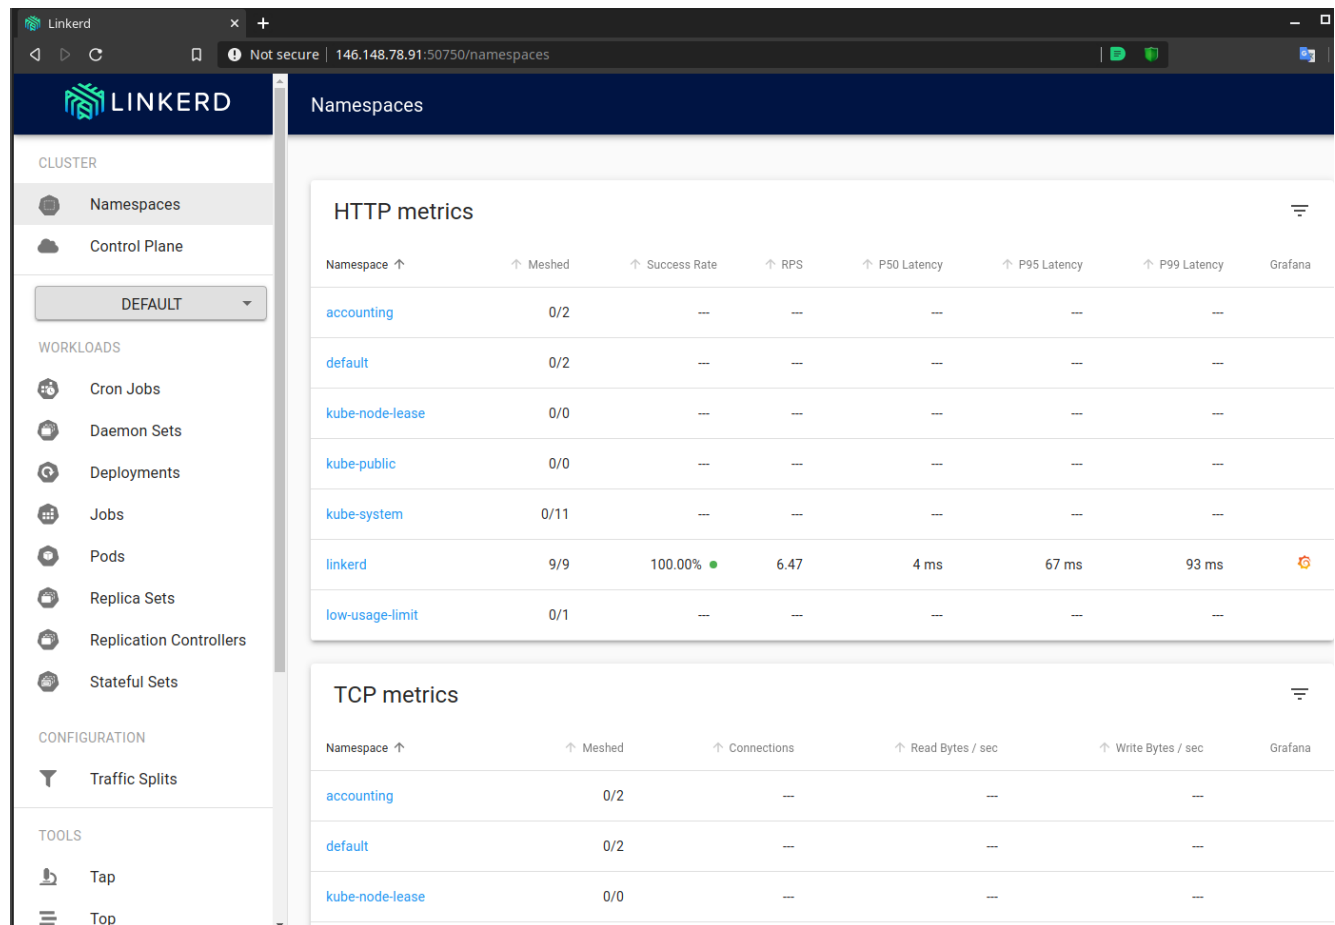 Linkerd
Not secure 146.148.78.91:50750/namespaces
LINKERD
Namespaces
CLUSTER
Namespaces
Control Plane
DEFAULT
WORKLOADS
Cron Jobs
Daemon Sets
Deployments
Jobs
Pods
Replica Sets
Replication Controllers
Stateful Sets
CONFIGURATION
Traffic Splits
TOOLS
Tap
Top
HTTP metrics
Namespace Meshed Success Rate RPS P50 Latency P95 Latency P99 Latency Grafana
accounting 0/2 --- --- --- --- ---
default 0/2 --- --- --- --- ---
kube-node-lease 0/0 --- --- --- --- ---
kube-public 0/0 --- --- --- --- ---
kube-system 0/11 --- --- --- --- ---
linkerd 9/9 100.00% 6.47 4 ms 67 ms 93 ms
low-usage-limit 0/1 --- --- --- --- ---
TCP metrics
Namespace Meshed Connections Read Bytes / sec Write Bytes / sec Grafana
accounting 0/2 --- --- ---
default 0/2 --- --- ---
kube-node-lease 0/0 --- --- ---